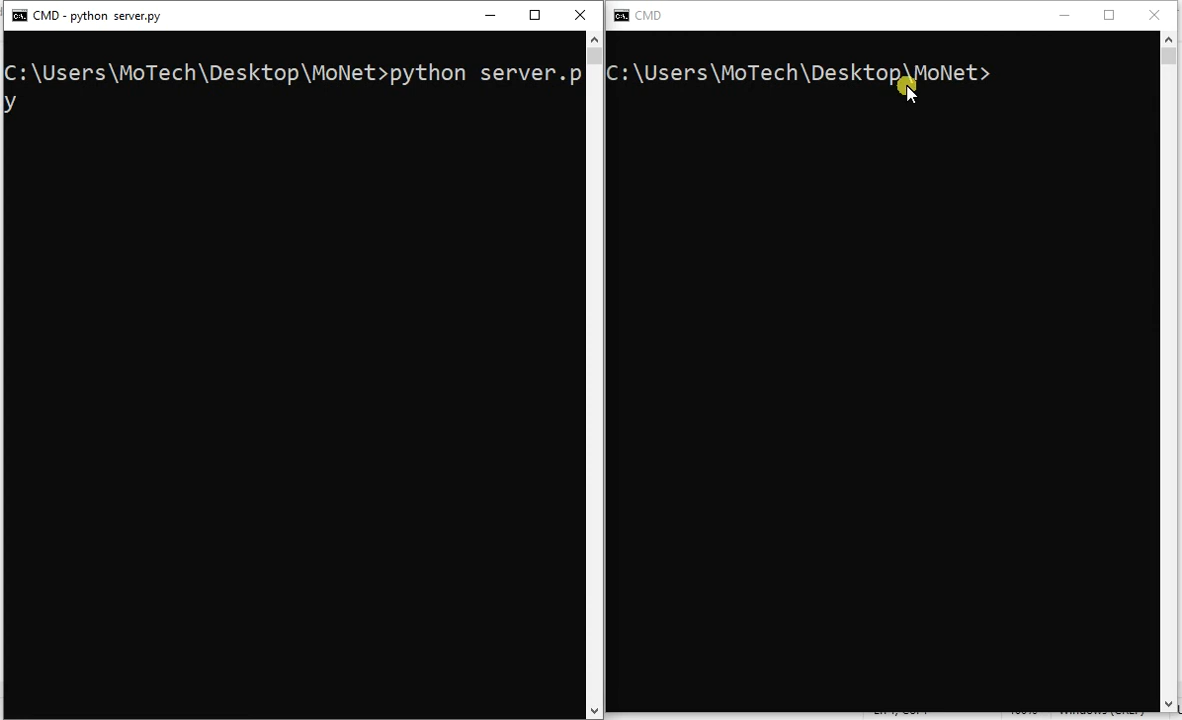 CMD - python  server.py
C:\Users\MoTech\Desktop\MoNet>python server.p
y
CMD
C:\Users\MoTech\Desktop\MoNet>